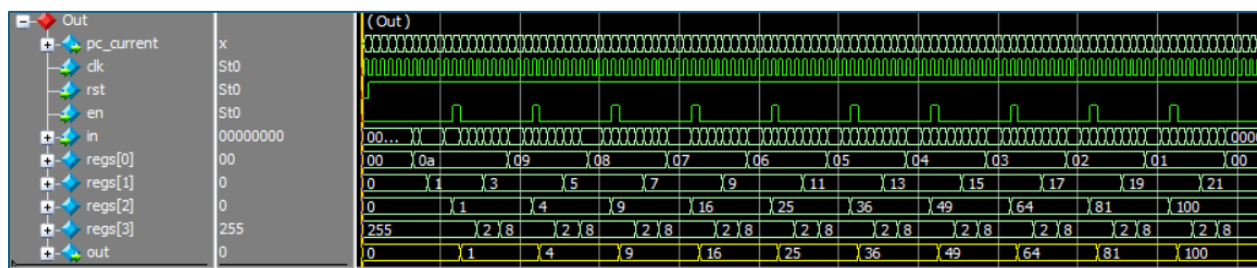 Out (Out)
pc_current x
clk St0
rst St0
en St0
in 00000000 00... 0000
regs[0] 00 00 0a 09 08 07 06 05 04 03 02 01 00
regs[1] 0 0 1 3 5 7 9 11 13 15 17 19 21
regs[2] 0 0 1 4 9 16 25 36 49 64 81 100
regs[3] 255 255 2 8 2 8 2 8 2 8 2 8 2 8 2 8 2 8 2 8 2 8
out 0 0 1 4 9 16 25 36 49 64 81 100